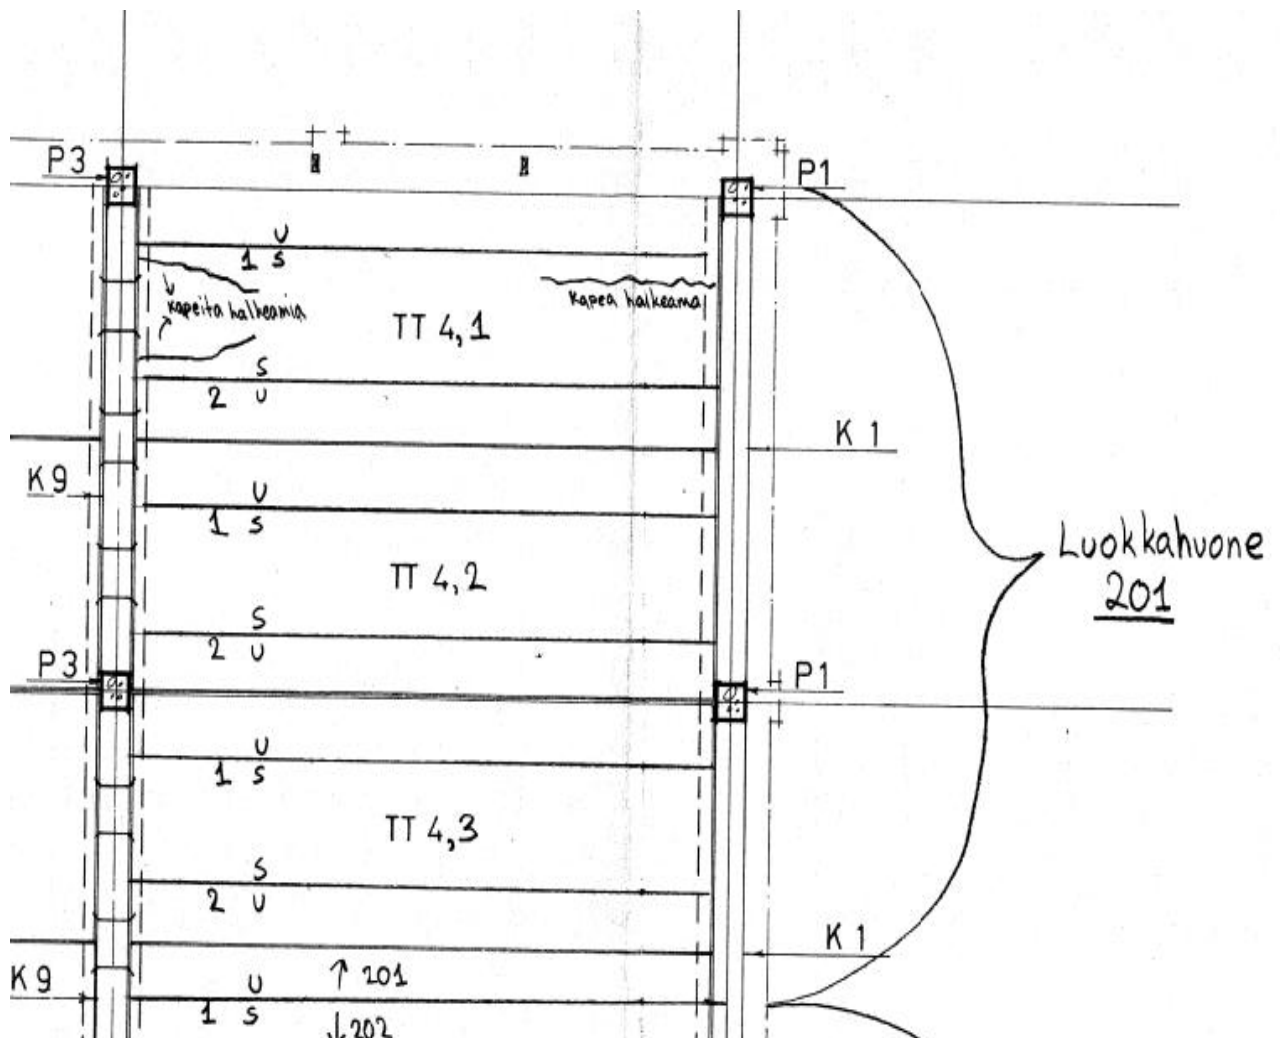 P3
P1
U
1 S
kapeita halkeamia
kapea halkeama
TT 4,1
S
2 U
K 1
K9
U
1 S
Luokkahuone
201
TT 4,2
S
2 U
P3
P1
U
1 S
TT 4,3
S
2 U
K 1
K9
↑ 201
U
1 S
↓ 202